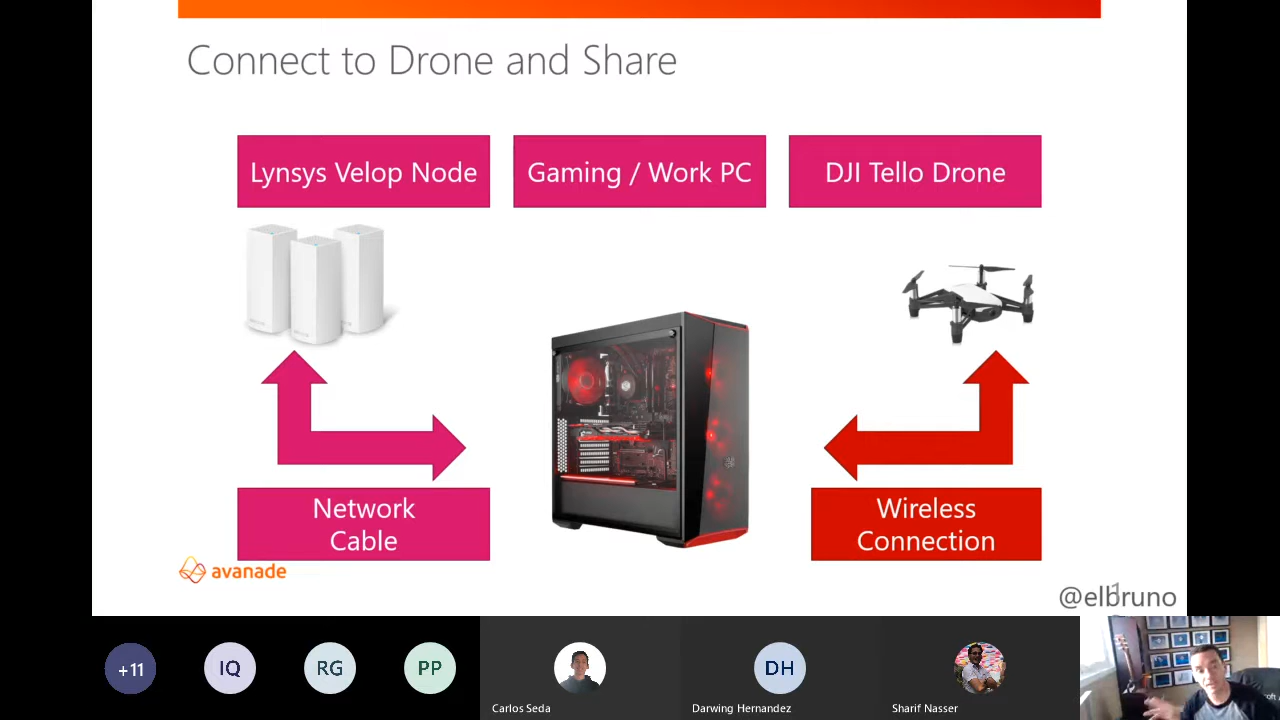 Connect to Drone and Share
Lynsys Velop Node
Gaming / Work PC
DJI Tello Drone
Network
Cable
Wireless
Connection
avanade
@elbruno
+11
IQ
RG
PP
Carlos Seda
DH
Darwing Hernandez
Sharif Nasser